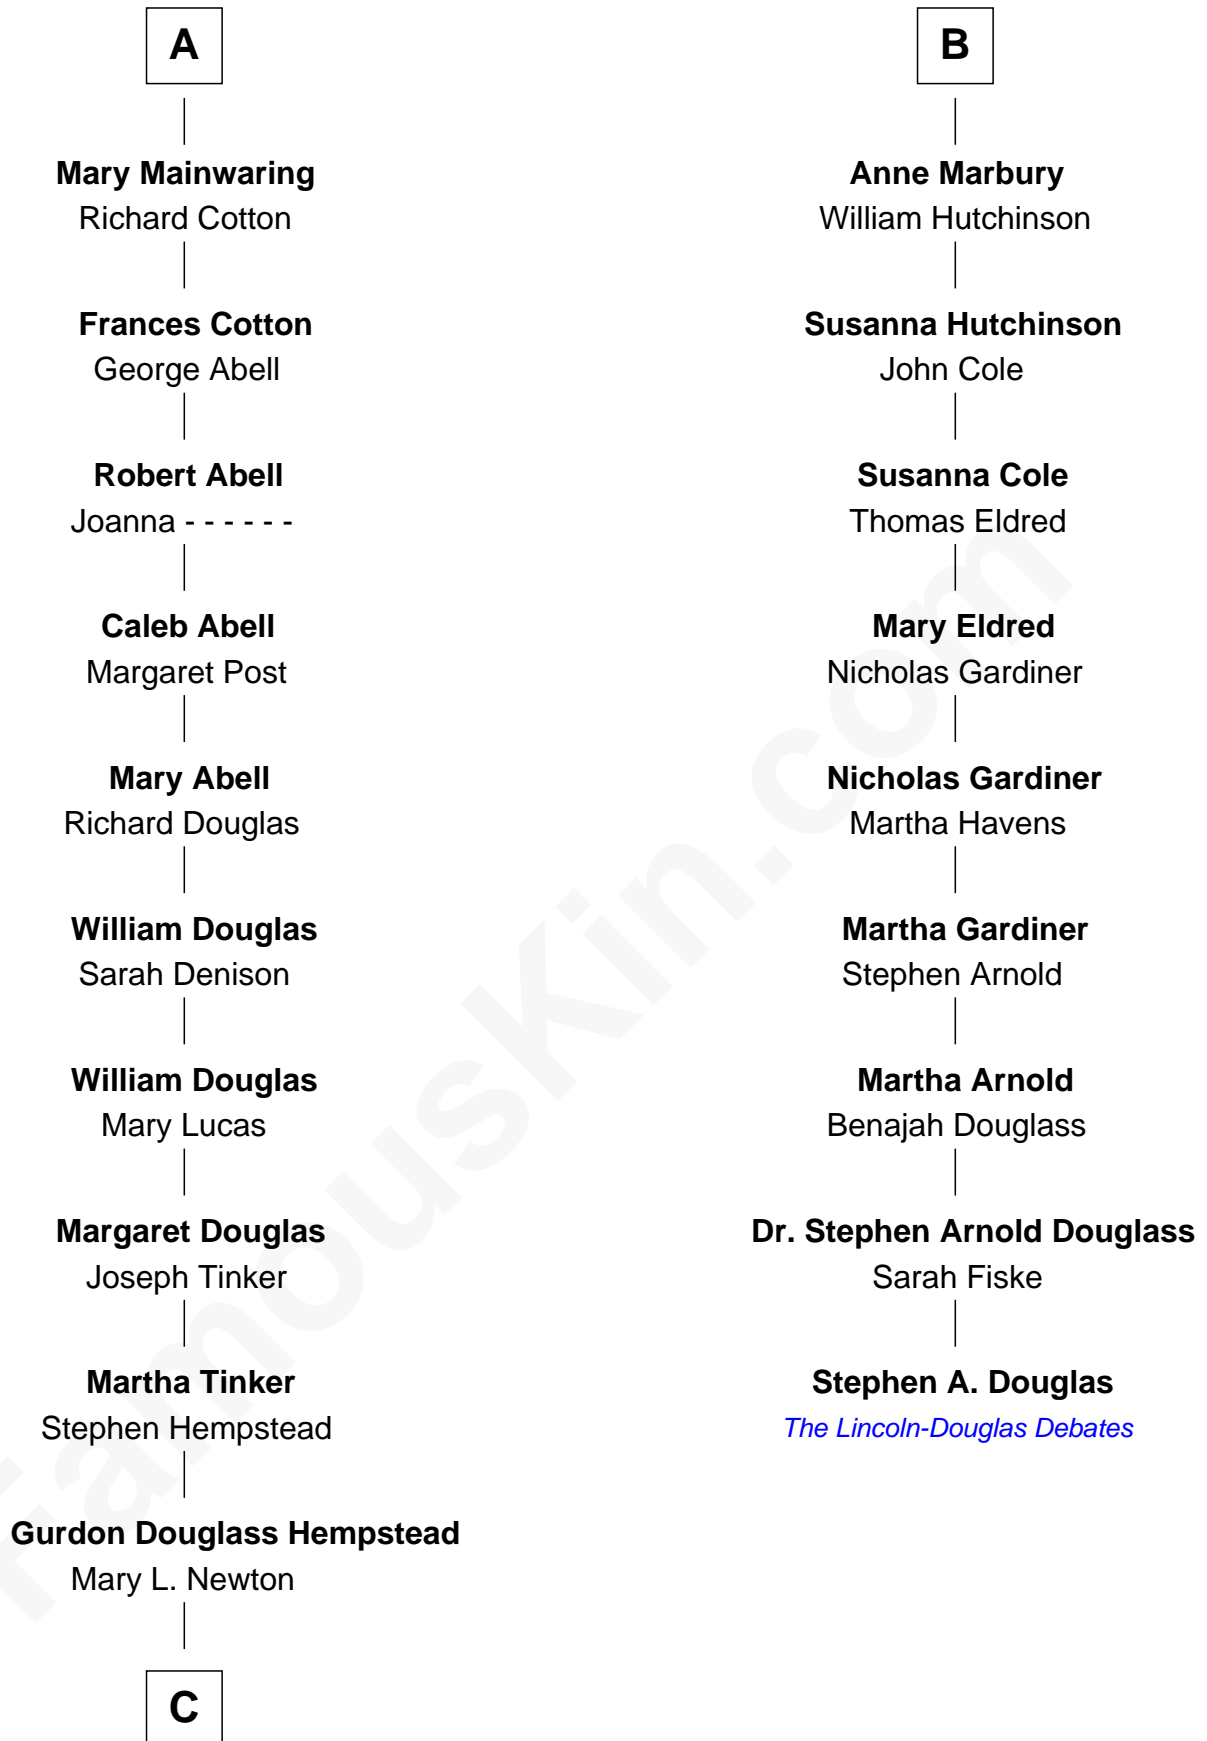 A
Mary Mainwaring
Richard Cotton
Frances Cotton
George Abell
Robert Abell
Joanna - - - - - -
Caleb Abell
Margaret Post
Mary Abell
Richard Douglas
William Douglas
Sarah Denison
William Douglas
Mary Lucas
Margaret Douglas
Joseph Tinker
Martha Tinker
Stephen Hempstead
Gurdon Douglass Hempstead
Mary L. Newton
C
B
Anne Marbury
William Hutchinson
Susanna Hutchinson
John Cole
Susanna Cole
Thomas Eldred
Mary Eldred
Nicholas Gardiner
Nicholas Gardiner
Martha Havens
Martha Gardiner
Stephen Arnold
Martha Arnold
Benajah Douglass
Dr. Stephen Arnold Douglass
Sarah Fiske
Stephen A. Douglas
The Lincoln-Douglas Debates
FamousKin.com